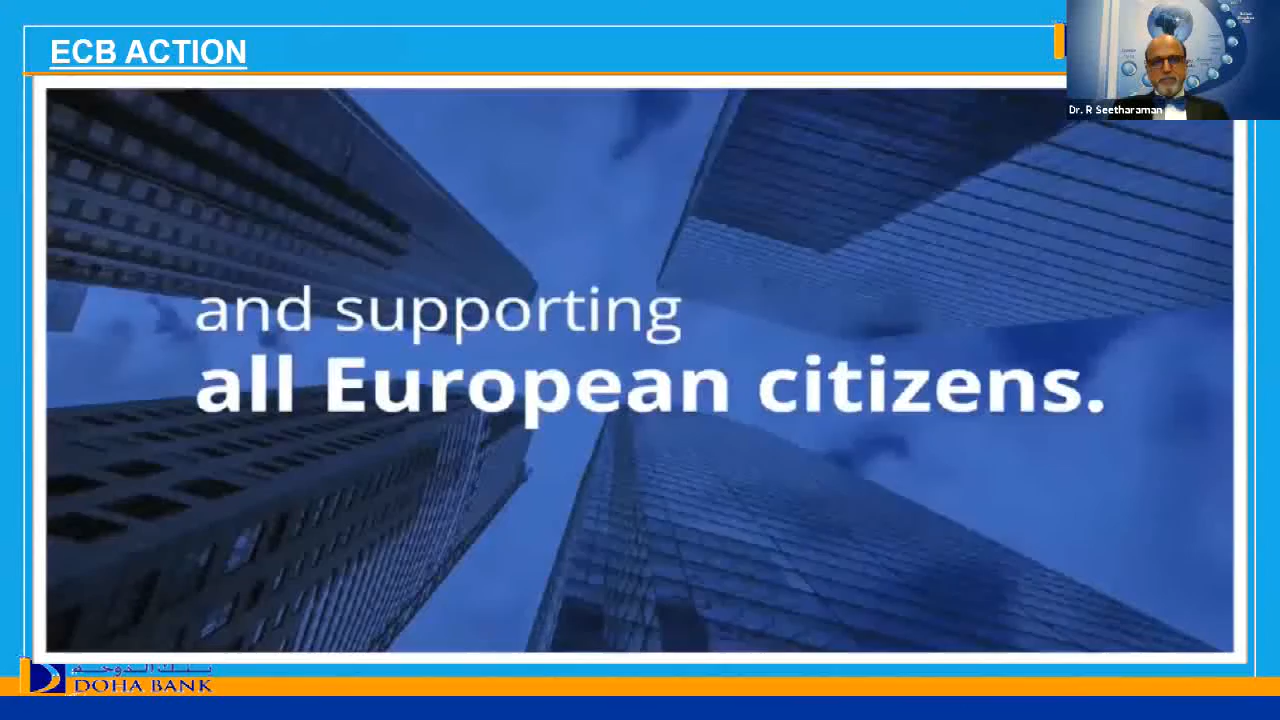 ECB ACTION
Dr. R Seetharaman
and supporting
all European citizens.
بنك الدوحة
DOHA BANK